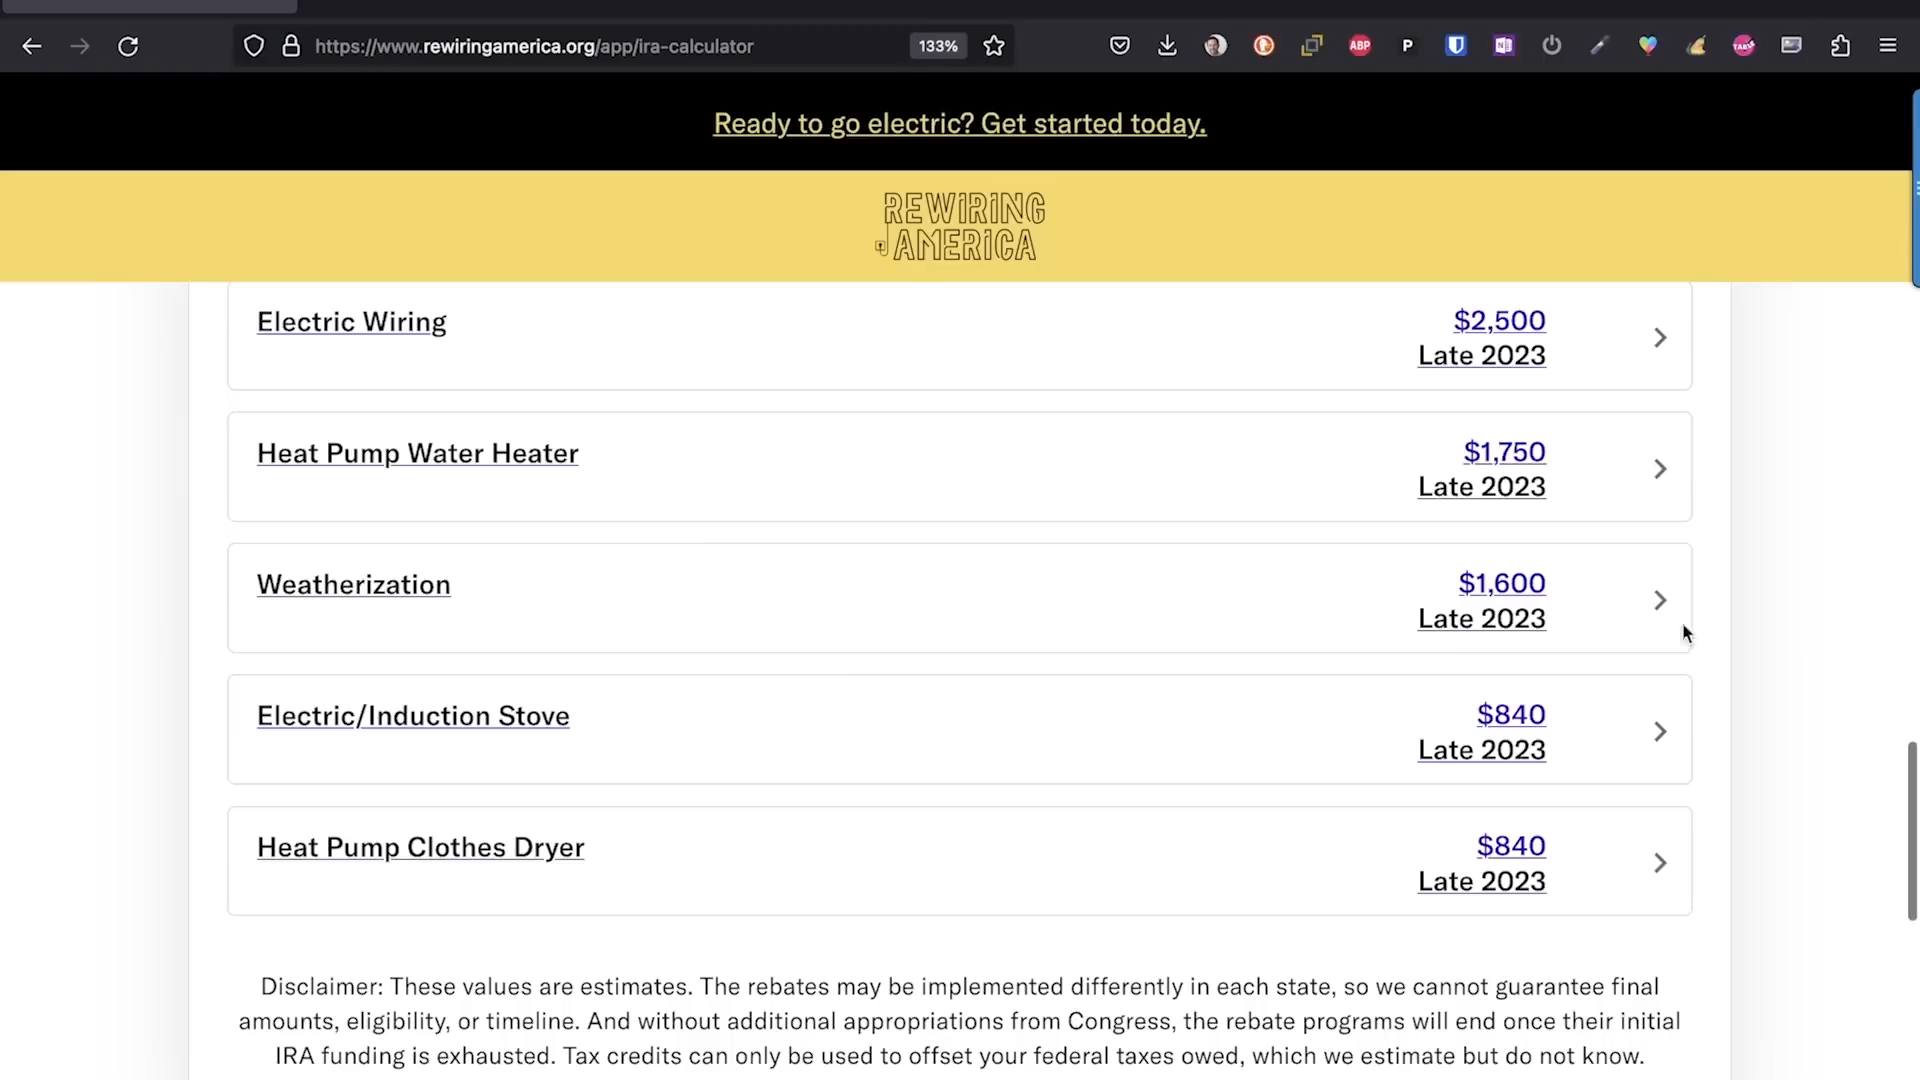 https://www.rewiringamerica.org/app/ira-calculator
133%
ABP
P
N
TABS
Ready to go electric? Get started today.
REWIRING
AMERICA
Electric Wiring
$2,500
Late 2023
Heat Pump Water Heater
$1,750
Late 2023
Weatherization
$1,600
Late 2023
Electric/Induction Stove
$840
Late 2023
Heat Pump Clothes Dryer
$840
Late 2023
Disclaimer: These values are estimates. The rebates may be implemented differently in each state, so we cannot guarantee final
amounts, eligibility, or timeline. And without additional appropriations from Congress, the rebate programs will end once their initial
IRA funding is exhausted. Tax credits can only be used to offset your federal taxes owed, which we estimate but do not know.